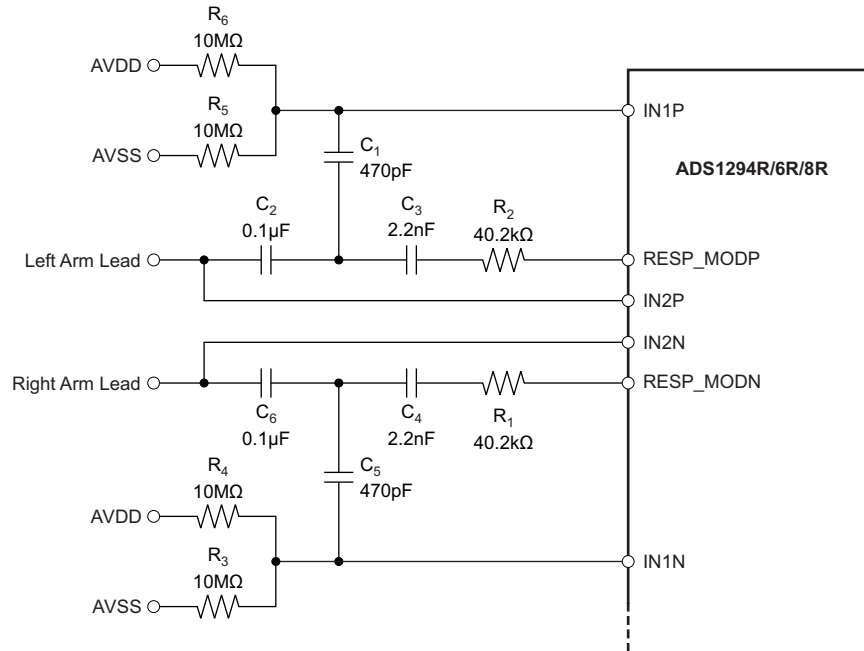 R6
10MΩ
AVDD
R5
10MΩ
AVSS
IN1P
C1
470pF
ADS1294R/6R/8R
C2
0.1µF
C3
2.2nF
R2
40.2kΩ
Left Arm Lead
RESP_MODP
IN2P
IN2N
Right Arm Lead
RESP_MODN
C6
0.1µF
C4
2.2nF
R1
40.2kΩ
R4
10MΩ
C5
470pF
AVDD
R3
10MΩ
AVSS
IN1N